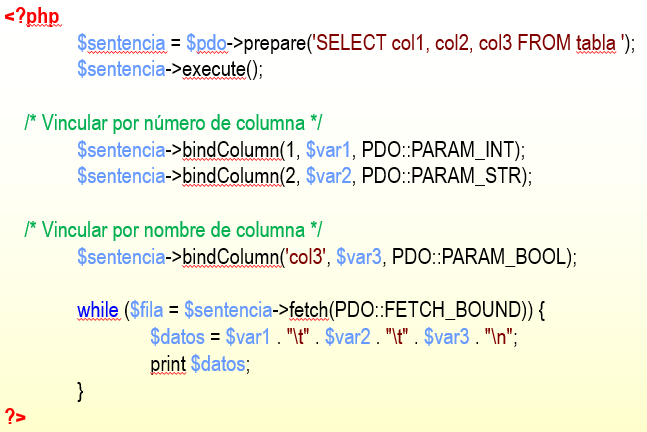 <?php
$sentencia = $pdo->prepare('SELECT col1, col2, col3 FROM tabla ');
$sentencia->execute();
/* Vincular por número de columna */
$sentencia->bindColumn(1, $var1, PDO::PARAM_INT);
$sentencia->bindColumn(2, $var2, PDO::PARAM_STR);
/* Vincular por nombre de columna */
$sentencia->bindColumn('col3', $var3, PDO::PARAM_BOOL);
while ($fila = $sentencia->fetch(PDO::FETCH_BOUND)) {
$datos = $var1 . "\t" . $var2 . "\t" . $var3 . "\n";
print $datos;
}
?>